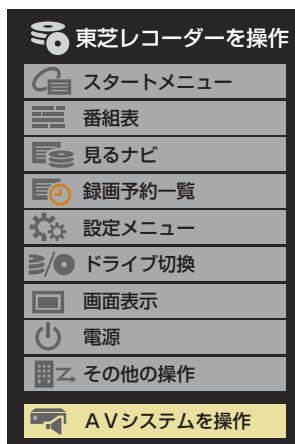 東芝レコーダーを操作
スタートメニュー
番組表
見るナビ
録画予約一覧
設定メニュー
ドライブ切換
画面表示
電源
その他の操作
AVシステムを操作